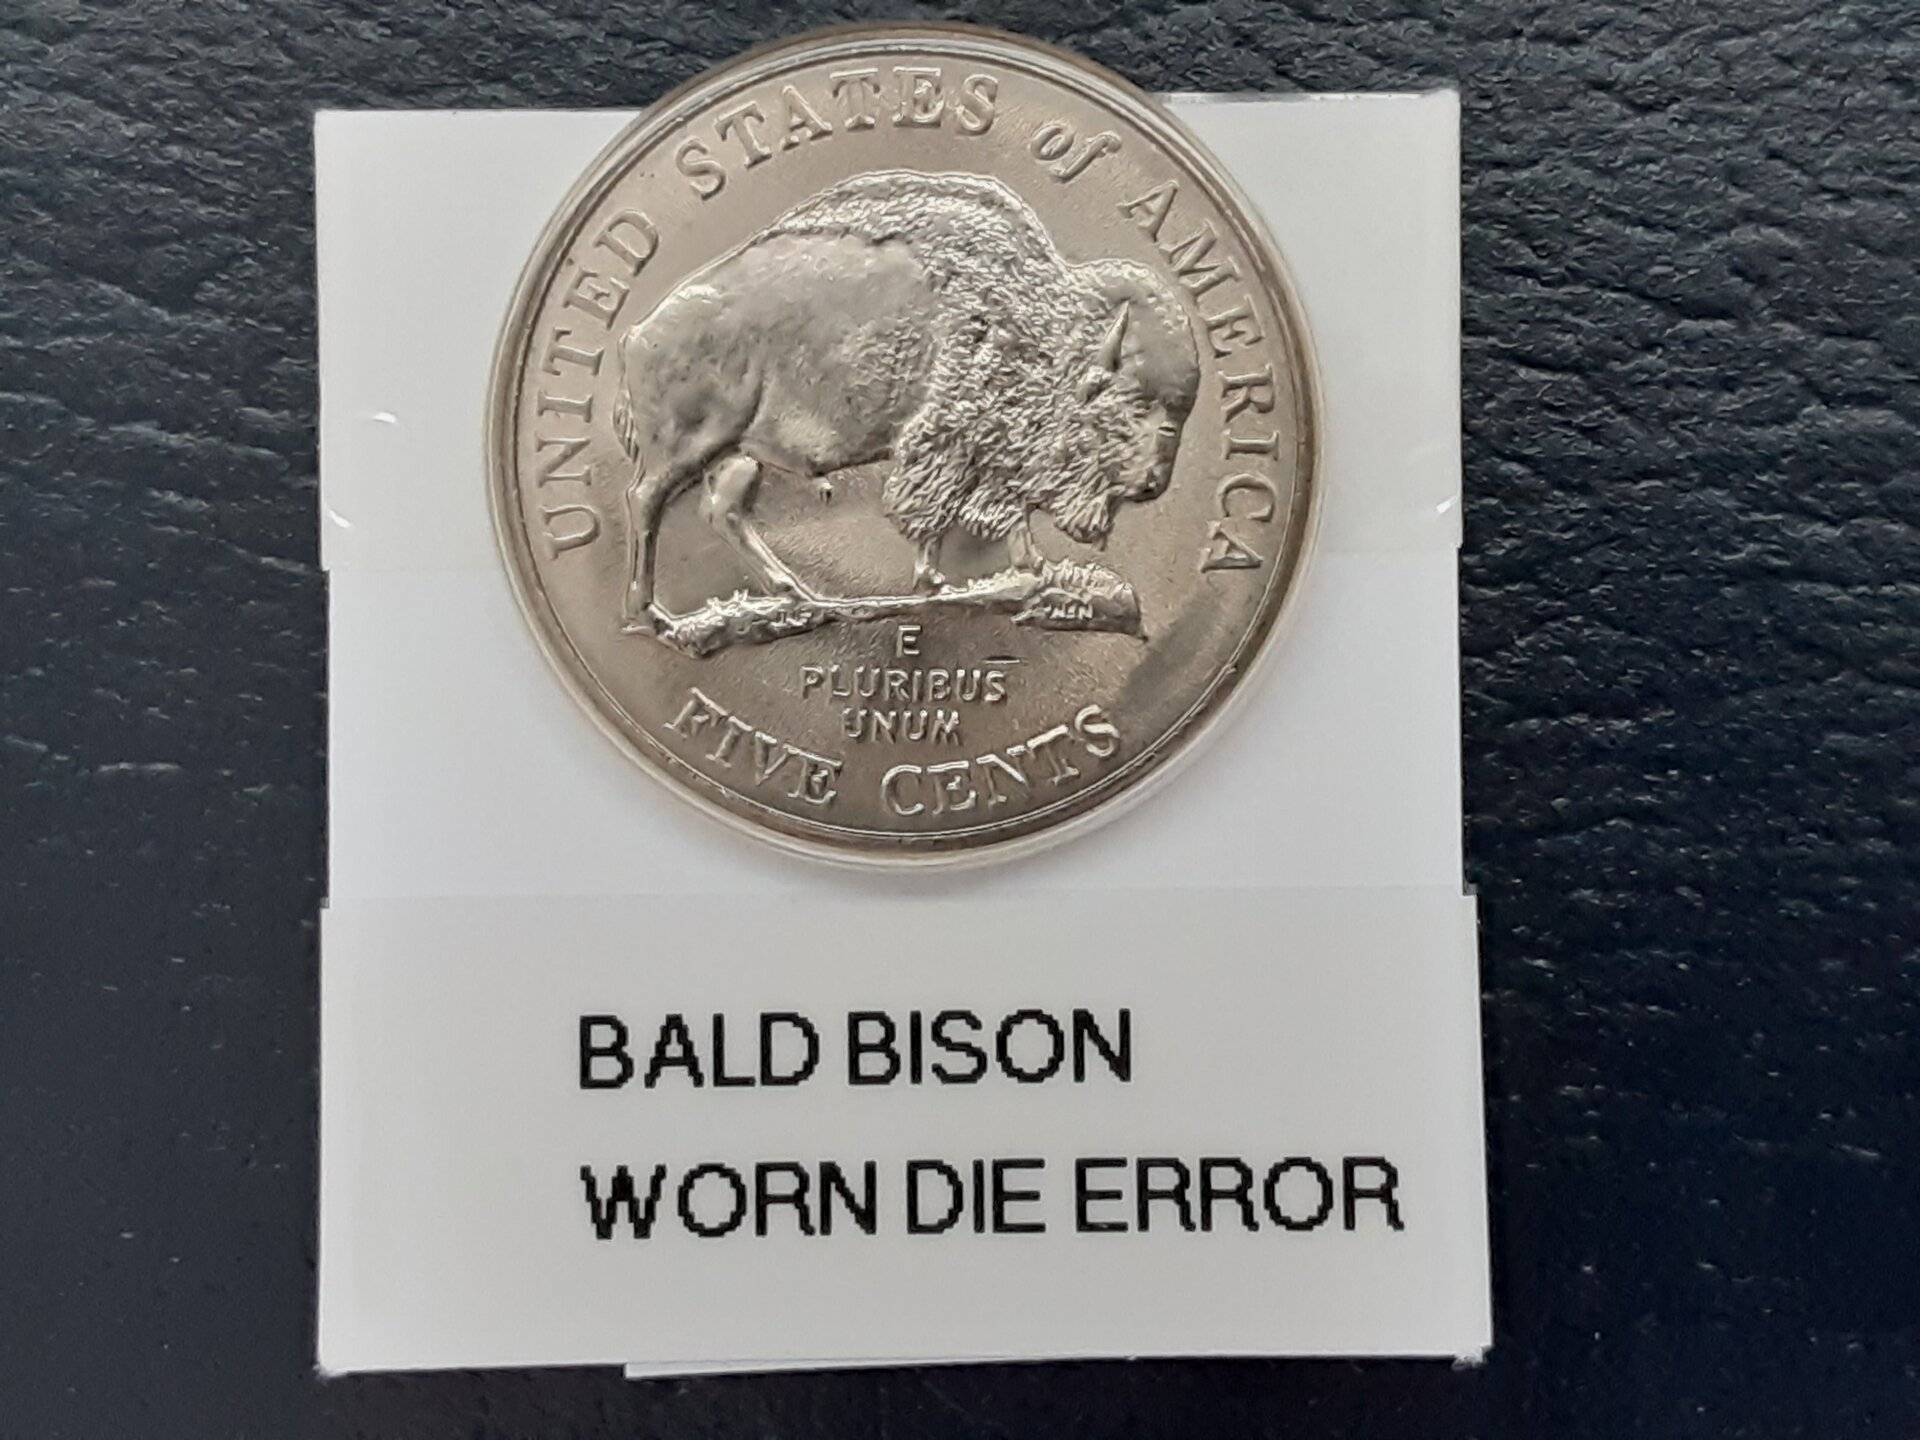 UNITED STATES of AMERICA
E
PLURIBUS
UNUM
FIVE CENTS
BALD BISON
WORN DIE ERROR